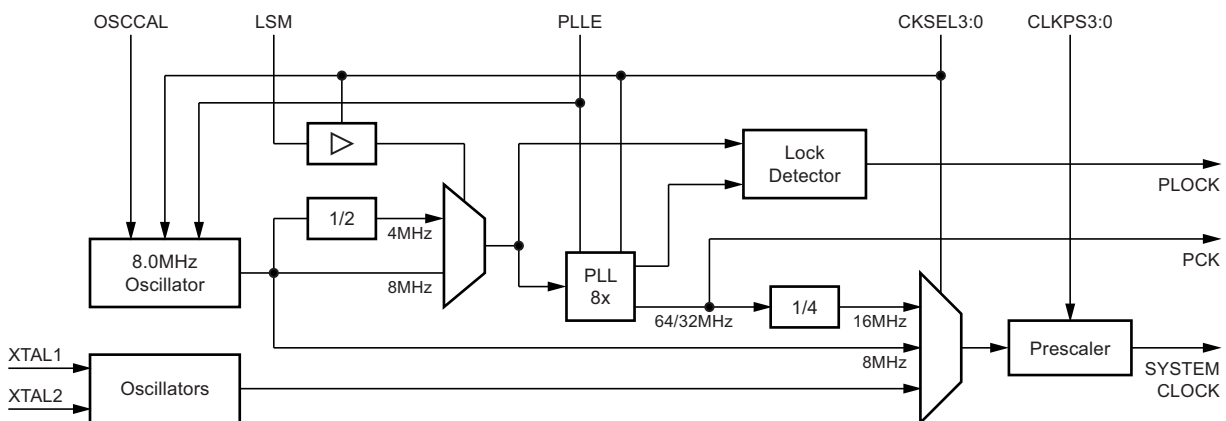 OSCCAL
LSM
PLLE
CKSEL3:0
CLKPS3:0
Lock
Detector
PLOCK
1/2
4MHz
8.0MHz
Oscillator
8MHz
PLL
8x
PCK
64/32MHz
1/4
16MHz
8MHz
Prescaler
SYSTEM
CLOCK
XTAL1
XTAL2
Oscillators